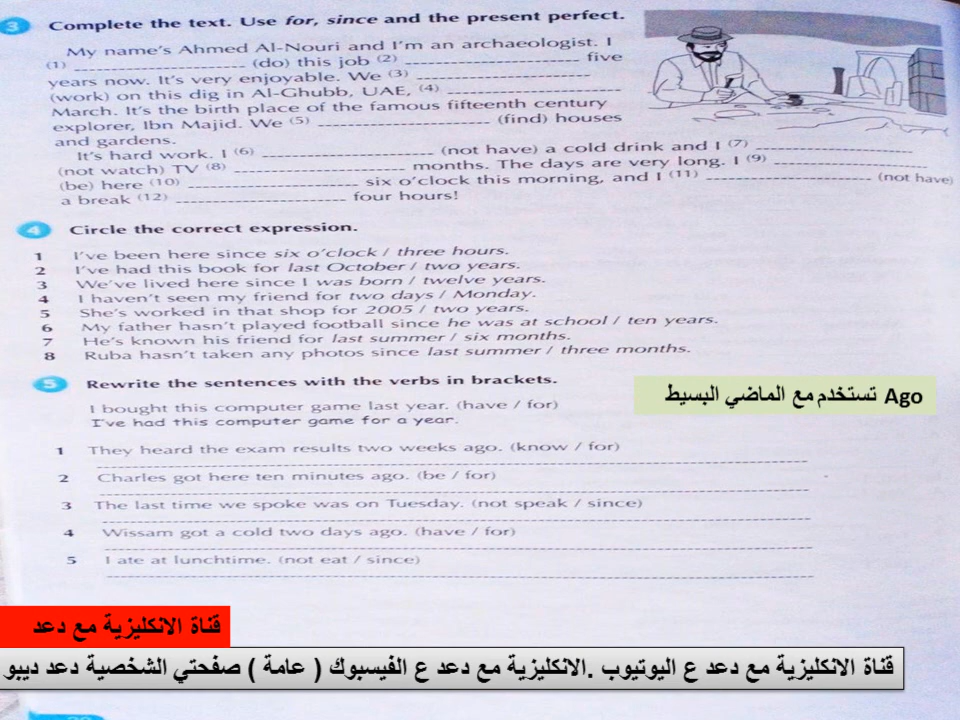 3 Complete the text. Use for, since and the present perfect.
My name's Ahmed Al-Nouri and I'm an archaeologist. I
(1) ____________ (do) this job (2) ____________ five
years now. It's very enjoyable. We (3) ____________
(work) on this dig in Al-Ghubb, UAE, (4) ____________
March. It's the birth place of the famous fifteenth century
explorer, Ibn Majid. We (5) ____________ (find) houses
and gardens.
It's hard work. I (6) ____________ (not have) a cold drink and I (7) ____________
(not watch) TV (8) ____________ months. The days are very long. I (9) ____________
(be) here (10) ____________ six o'clock this morning, and I (11) ____________ (not have)
a break (12) ____________ four hours!
4 Circle the correct expression.
1 I've been here since six o'clock / three hours.
2 I've had this book for last October / two years.
3 We've lived here since I was born / twelve years.
4 I haven't seen my friend for two days / Monday.
5 She's worked in that shop for 2005 / two years.
6 My father hasn't played football since he was at school / ten years.
7 He's known his friend for last summer / six months.
8 Ruba hasn't taken any photos since last summer / three months.
5 Rewrite the sentences with the verbs in brackets.
Ago تستخدم مع الماضي البسيط
I bought this computer game last year. (have / for)
I've had this computer game for a year.
1 They heard the exam results two weeks ago. (know / for)
2 Charles got here ten minutes ago. (be / for)
3 The last time we spoke was on Tuesday. (not speak / since)
4 Wissam got a cold two days ago. (have / for)
5 I ate at lunchtime. (not eat / since)
قناة الانكليزية مع دعد
قناة الانكليزية مع دعد ع اليوتيوب .الانكليزية مع دعد ع الفيسبوك ( عامة ) صفحتي الشخصية دعد ديبو